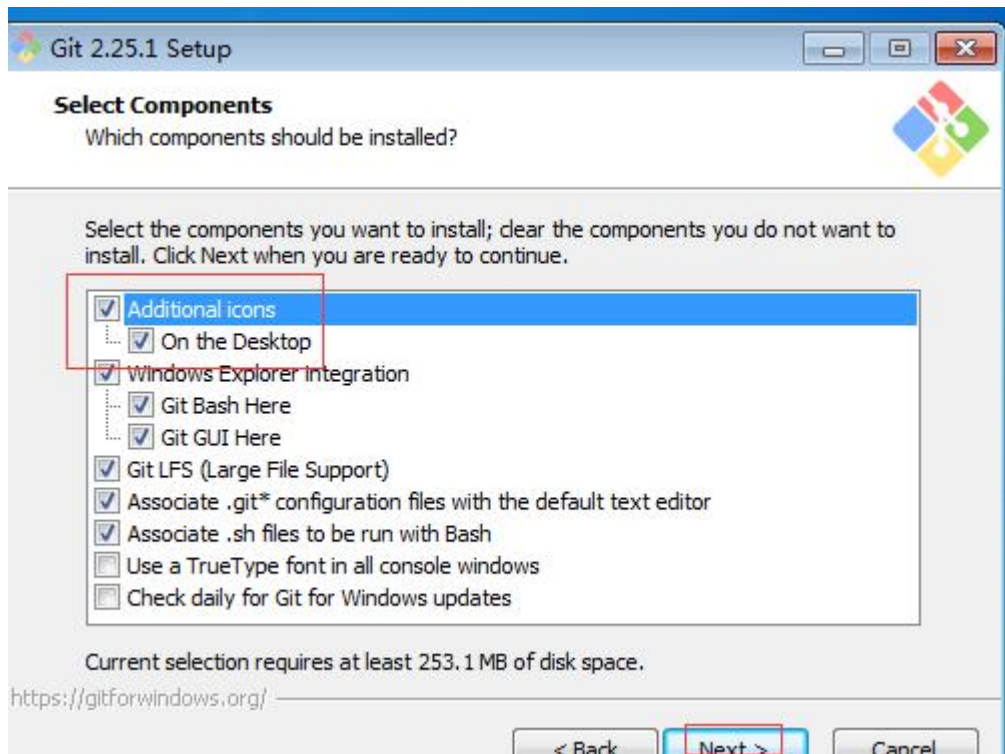 Git 2.25.1 Setup
Select Components
Which components should be installed?
Select the components you want to install; clear the components you do not want to
install. Click Next when you are ready to continue.
Additional icons
On the Desktop
Windows Explorer integration
Git Bash Here
Git GUI Here
Git LFS (Large File Support)
Associate .git* configuration files with the default text editor
Associate .sh files to be run with Bash
Use a TrueType font in all console windows
Check daily for Git for Windows updates
Current selection requires at least 253.1 MB of disk space.
https://gitforwindows.org/
< Back Next > Cancel